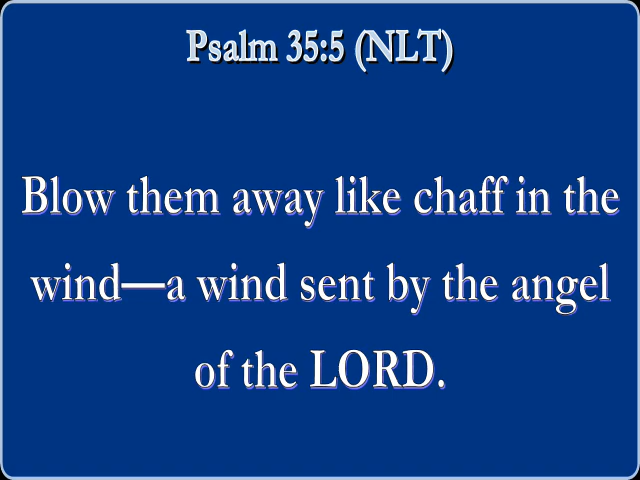 Psalm 35:5 (NLT)
Blow them away like chaff in the
wind—a wind sent by the angel
of the LORD.